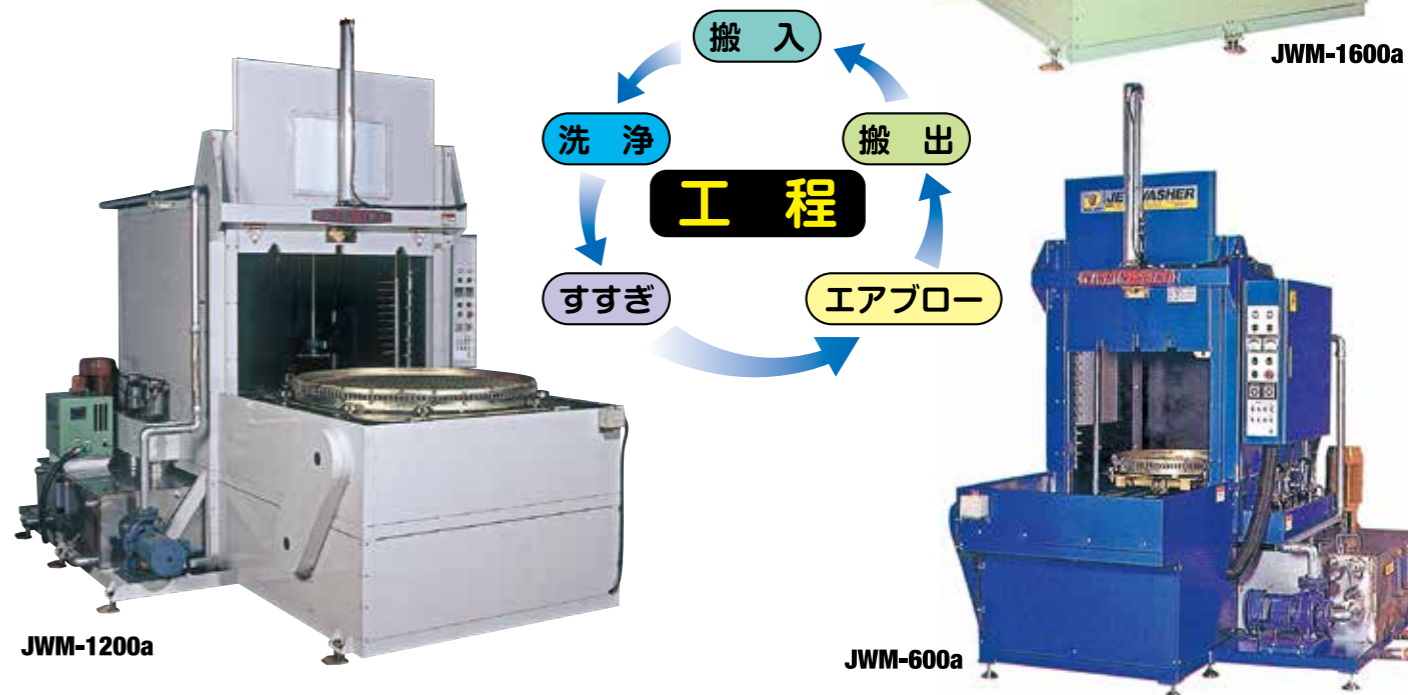 JWM-1600a
搬 入
洗 浄
搬 出
工 程
すすぎ
エアブロー
JET WASHER
JWM-1200a
JWM-600a